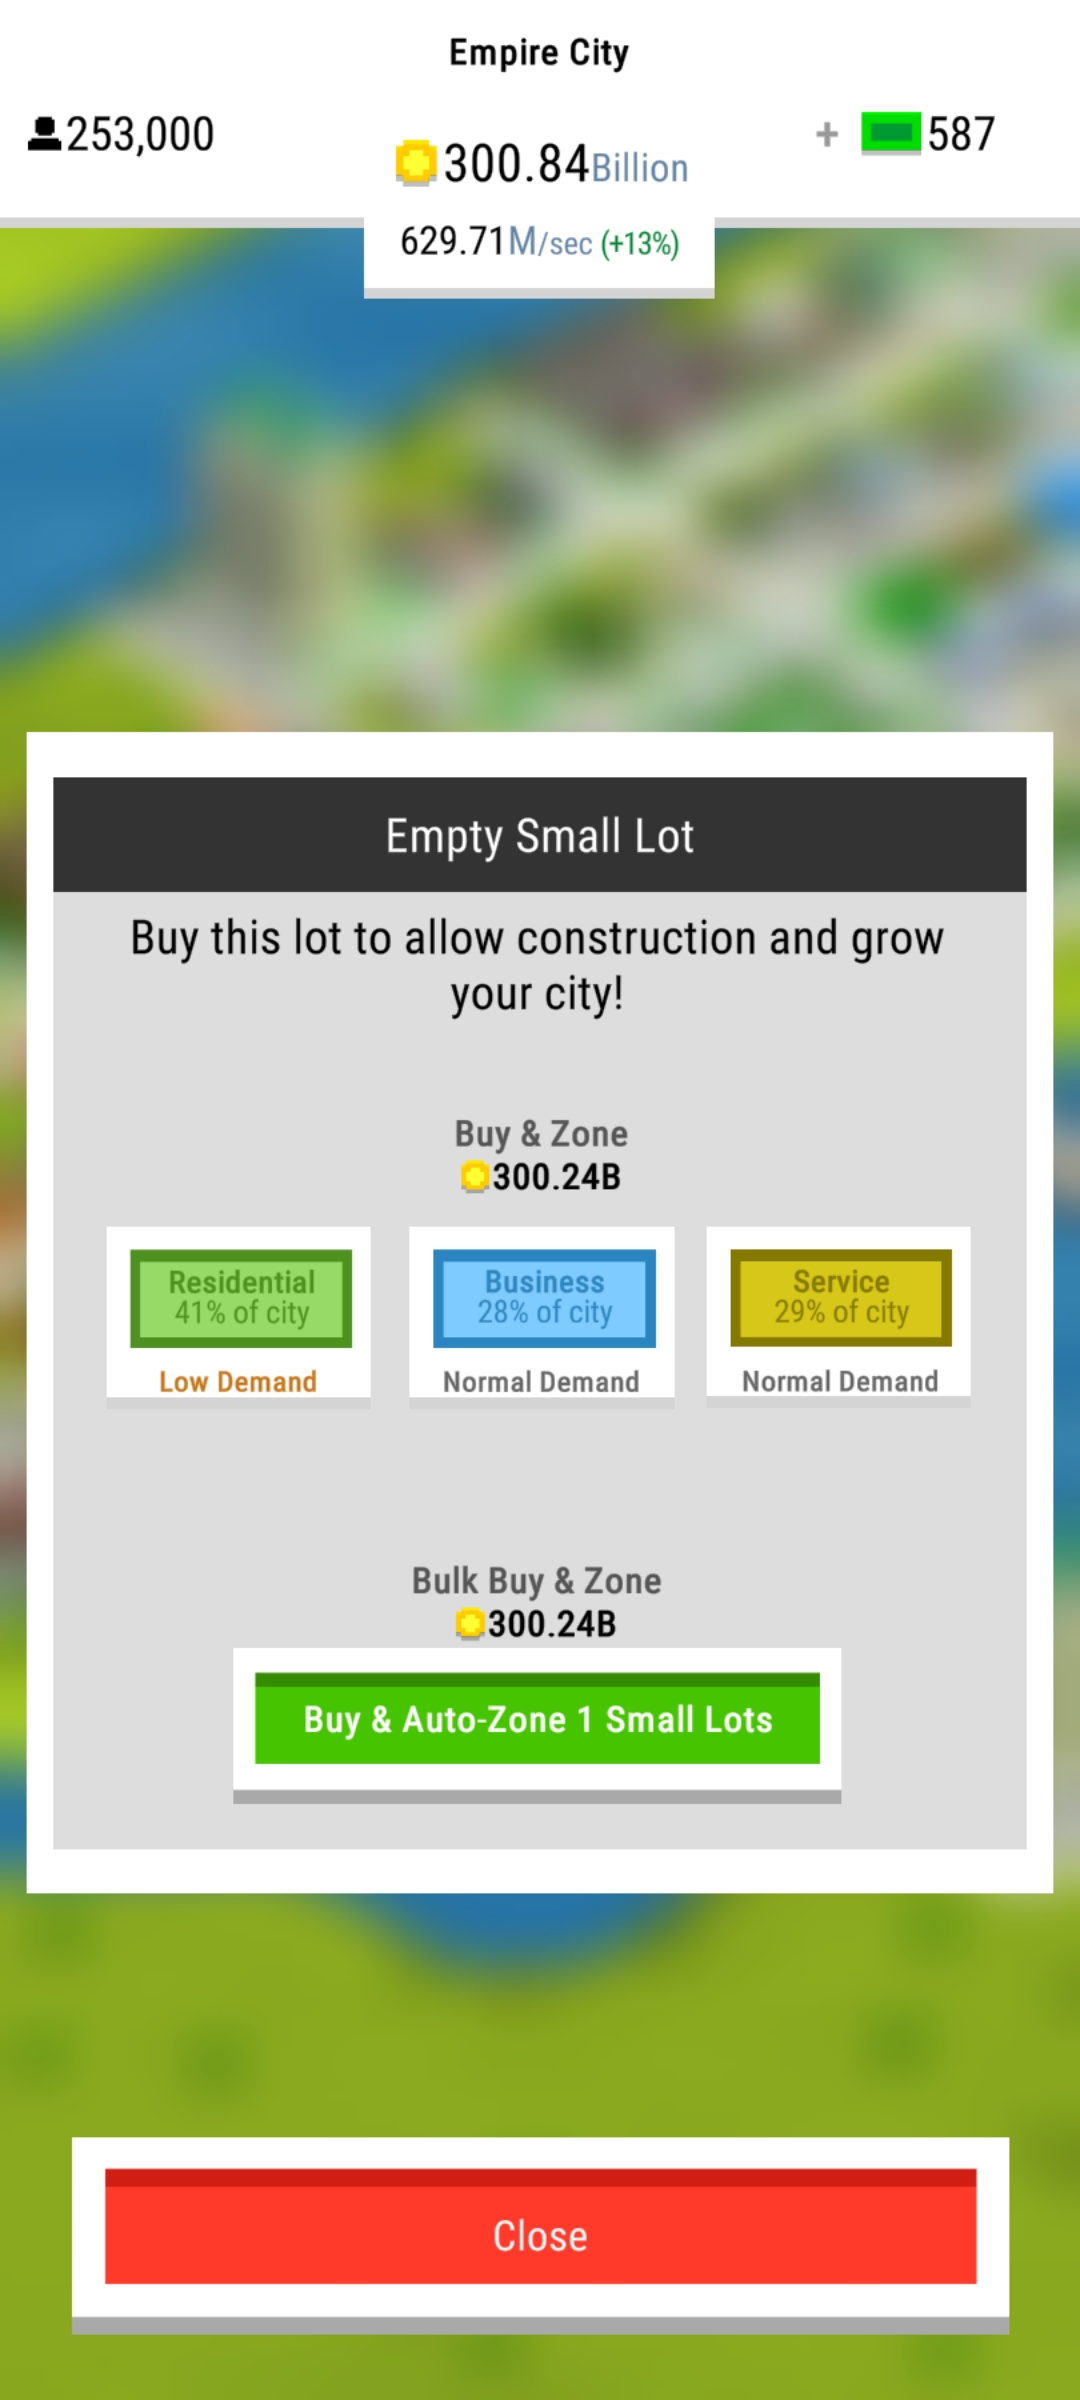 Empire City
253,000
300.84Billion
+ 587
629.71M/sec (+13%)
Empty Small Lot
Buy this lot to allow construction and grow
your city!
Buy & Zone
300.24B
Residential
41% of city
Low Demand
Business
28% of city
Normal Demand
Service
29% of city
Normal Demand
Bulk Buy & Zone
300.24B
Buy & Auto-Zone 1 Small Lots
Close